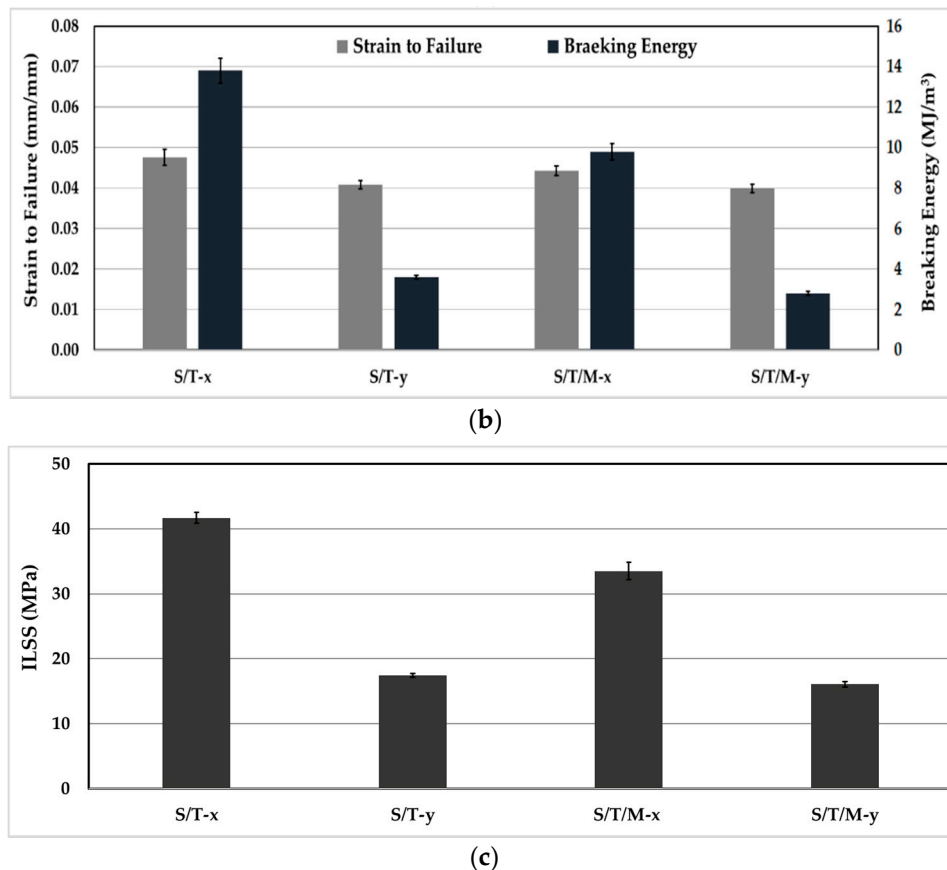 0.08 16
Strain to Failure Braeking Energy
0.07 14
0.06 12
0.05 10
0.04 8
0.03 6
0.02 4
0.01 2
0.00 0
Strain to Failure (mm/mm)
Breaking Energy (MJ/m³)
S/T-x S/T-y S/T/M-x S/T/M-y
(b)
50
40
30
20
10
0
ILSS (MPa)
S/T-x S/T-y S/T/M-x S/T/M-y
(c)